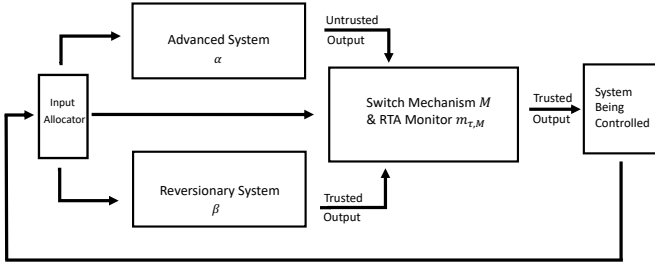 Advanced System
α
Untrusted
Output
Input
Allocator
Switch Mechanism M
& RTA Monitor m_{τ,M}
Trusted
Output
System
Being
Controlled
Reversionary System
β
Trusted
Output